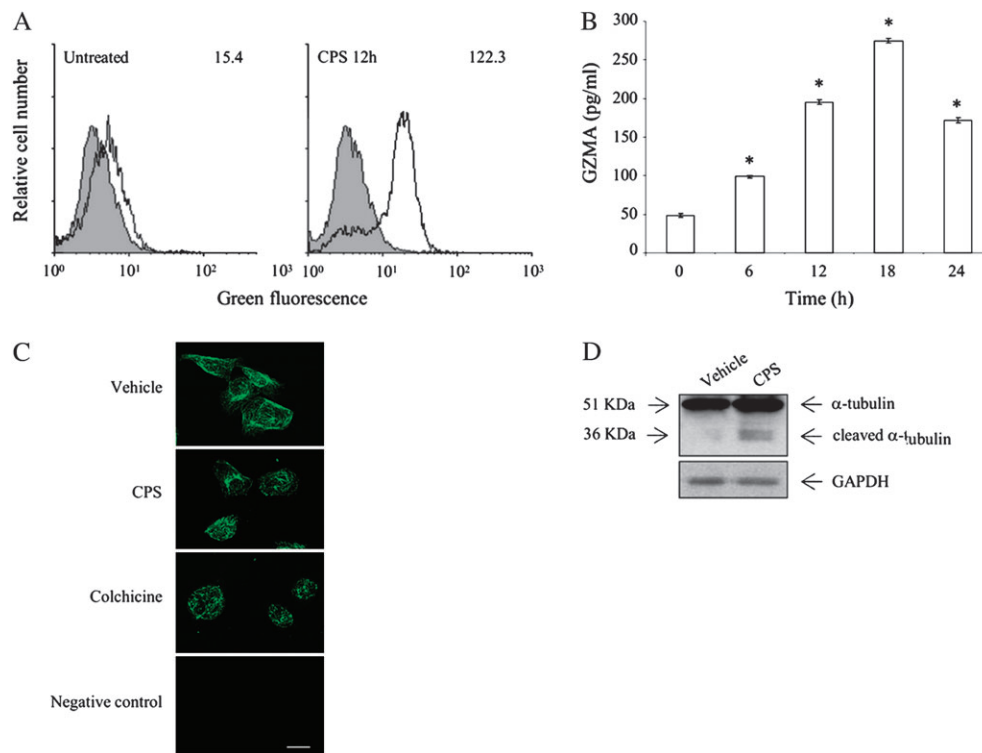 A
Untreated 15.4
CPS 12h 122.3
Relative cell number
10⁰ 10¹ 10² 10³
10⁰ 10¹ 10² 10³
Green fluorescence
B
GZMA (pg/ml)
300
250
200
150
100
50
0
* * * *
0 6 12 18 24
Time (h)
C
Vehicle
CPS
Colchicine
Negative control
D
Vehicle CPS
51 KDa → ← α-tubulin
36 KDa → ← cleaved α-tubulin
← GAPDH